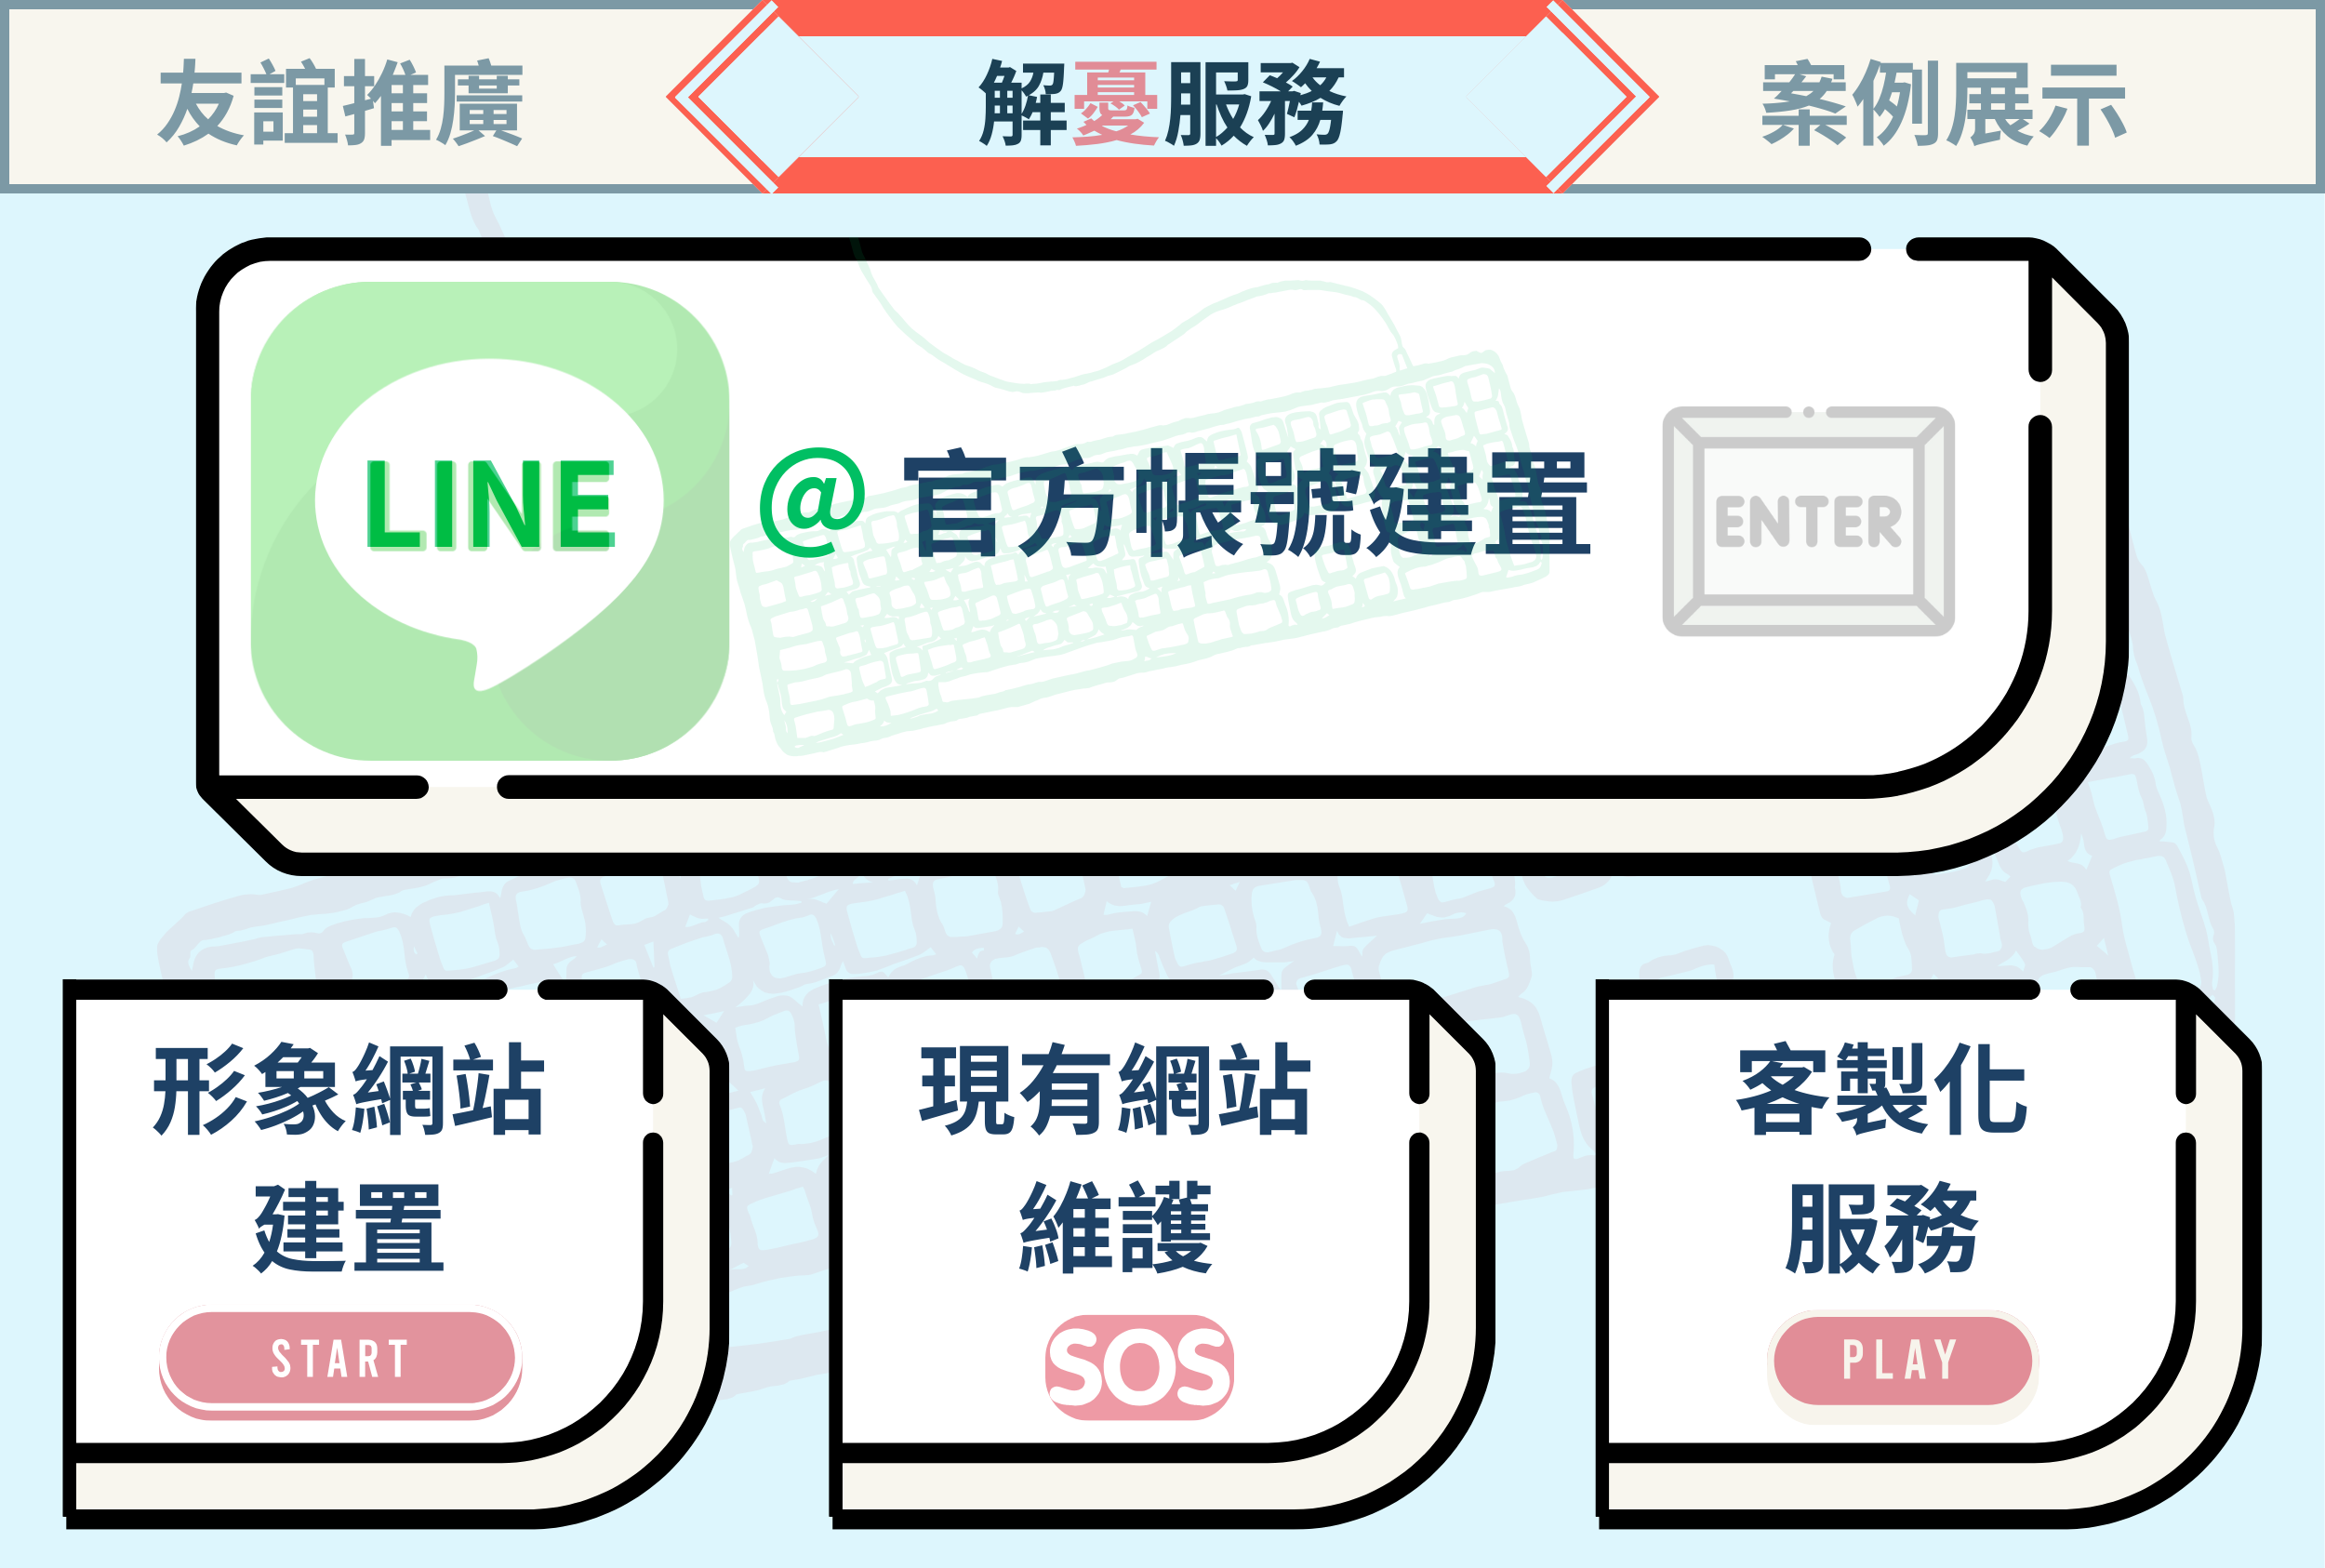 友誼推廣
解憂服務
案例展示
LINE
@ 官方帳號建置
ENTER
形象網站
建置
START
現有網站
維護
SOS
客製化
服務
PLAY